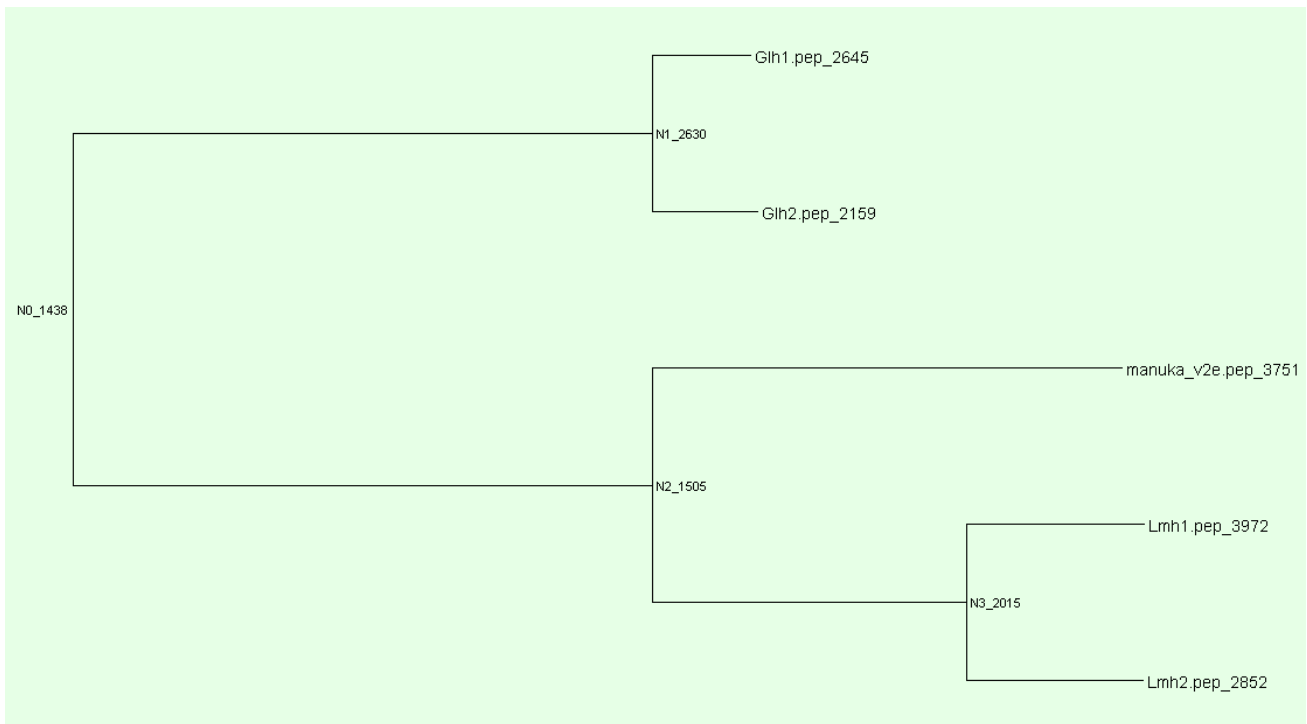 Glh1.pep_2645
N1_2630
Glh2.pep_2159
N0_1438
manuka_v2e.pep_3751
N2_1505
Lmh1.pep_3972
N3_2015
Lmh2.pep_2852